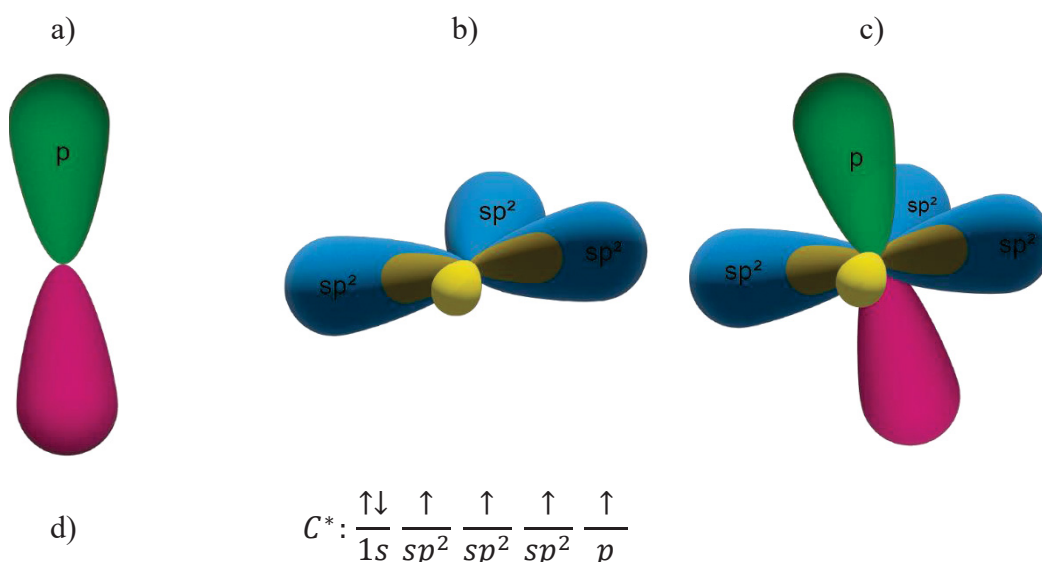 a) b) c)
p
sp²
sp²
sp²
p
sp²
sp²
sp²
d) C*: ↑↓ ↑ ↑ ↑ ↑
1s sp² sp² sp² p